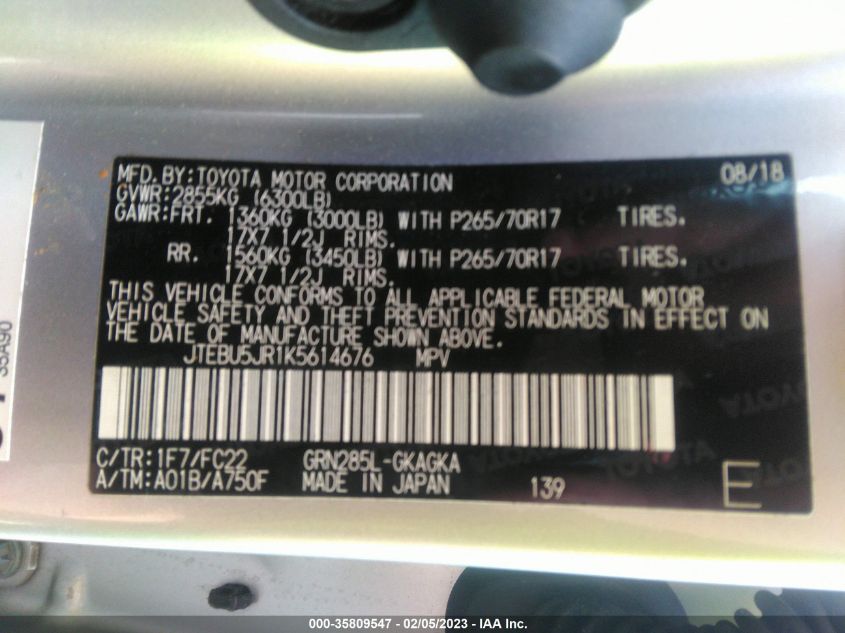 MFD. BY: TOYOTA MOTOR CORPORATION 08/18
GVWR: 2855KG (6300LB)
GAWR: FRT. 1360KG (3000LB) WITH P265/70R17 TIRES.
17X7 1/2J RIMS.
RR. 1560KG (3450LB) WITH P265/70R17 TIRES.
17X7 1/2J RIMS.
THIS VEHICLE CONFORMS TO ALL APPLICABLE FEDERAL MOTOR
VEHICLE SAFETY AND THEFT PREVENTION STANDARDS IN EFFECT ON
THE DATE OF MANUFACTURE SHOWN ABOVE.
JTEBU5JR1K5614676 MPV
C/TR: 1F7/FC22 GRN285L-GKAGKA
A/TM: A01B/A750F MADE IN JAPAN 139 E
35A90
TOYOTA
TOYOTA
000-35809547 — 02/05/2023 — IAA Inc.